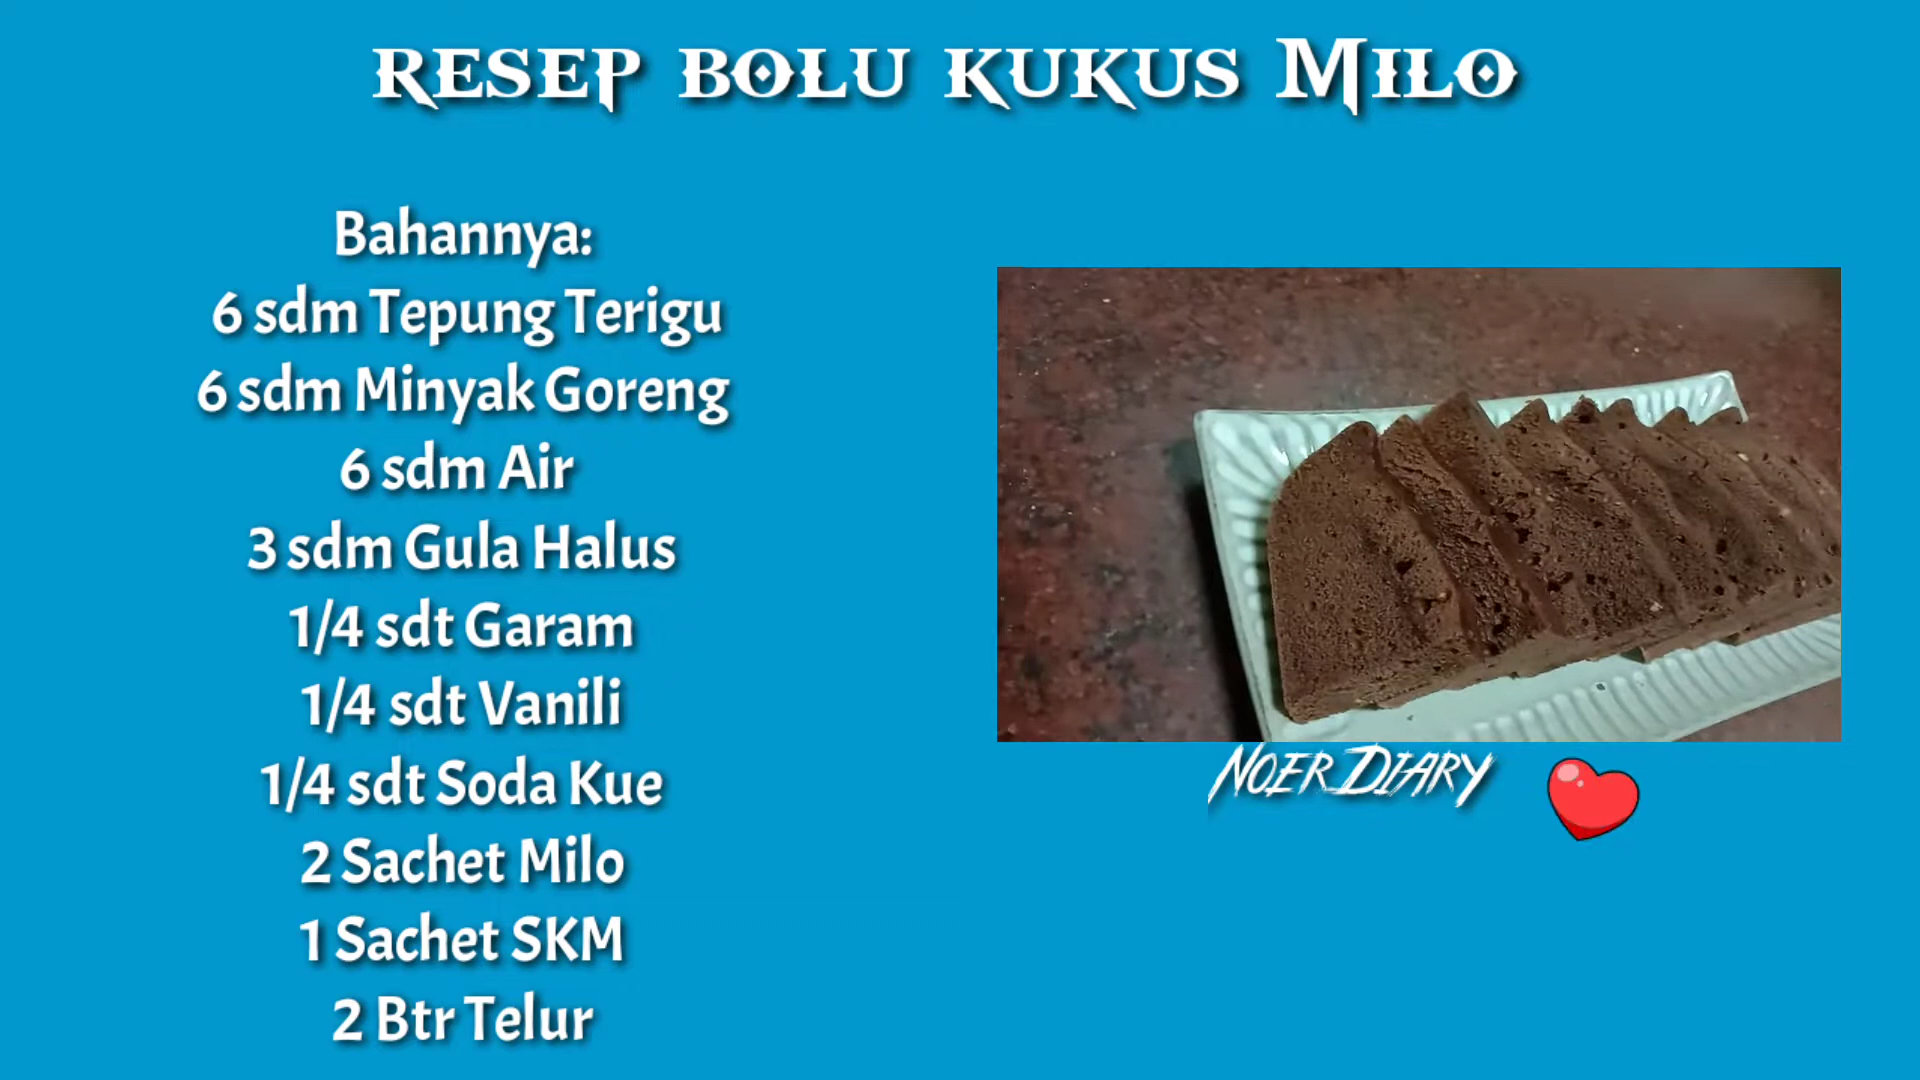 RESEP BOLU KUKUS MILO
Bahannya:
6 sdm Tepung Terigu
6 sdm Minyak Goreng
6 sdm Air
3 sdm Gula Halus
1/4 sdt Garam
1/4 sdt Vanili
1/4 sdt Soda Kue
2 Sachet Milo
1 Sachet SKM
2 Btr Telur
NOER DIARY